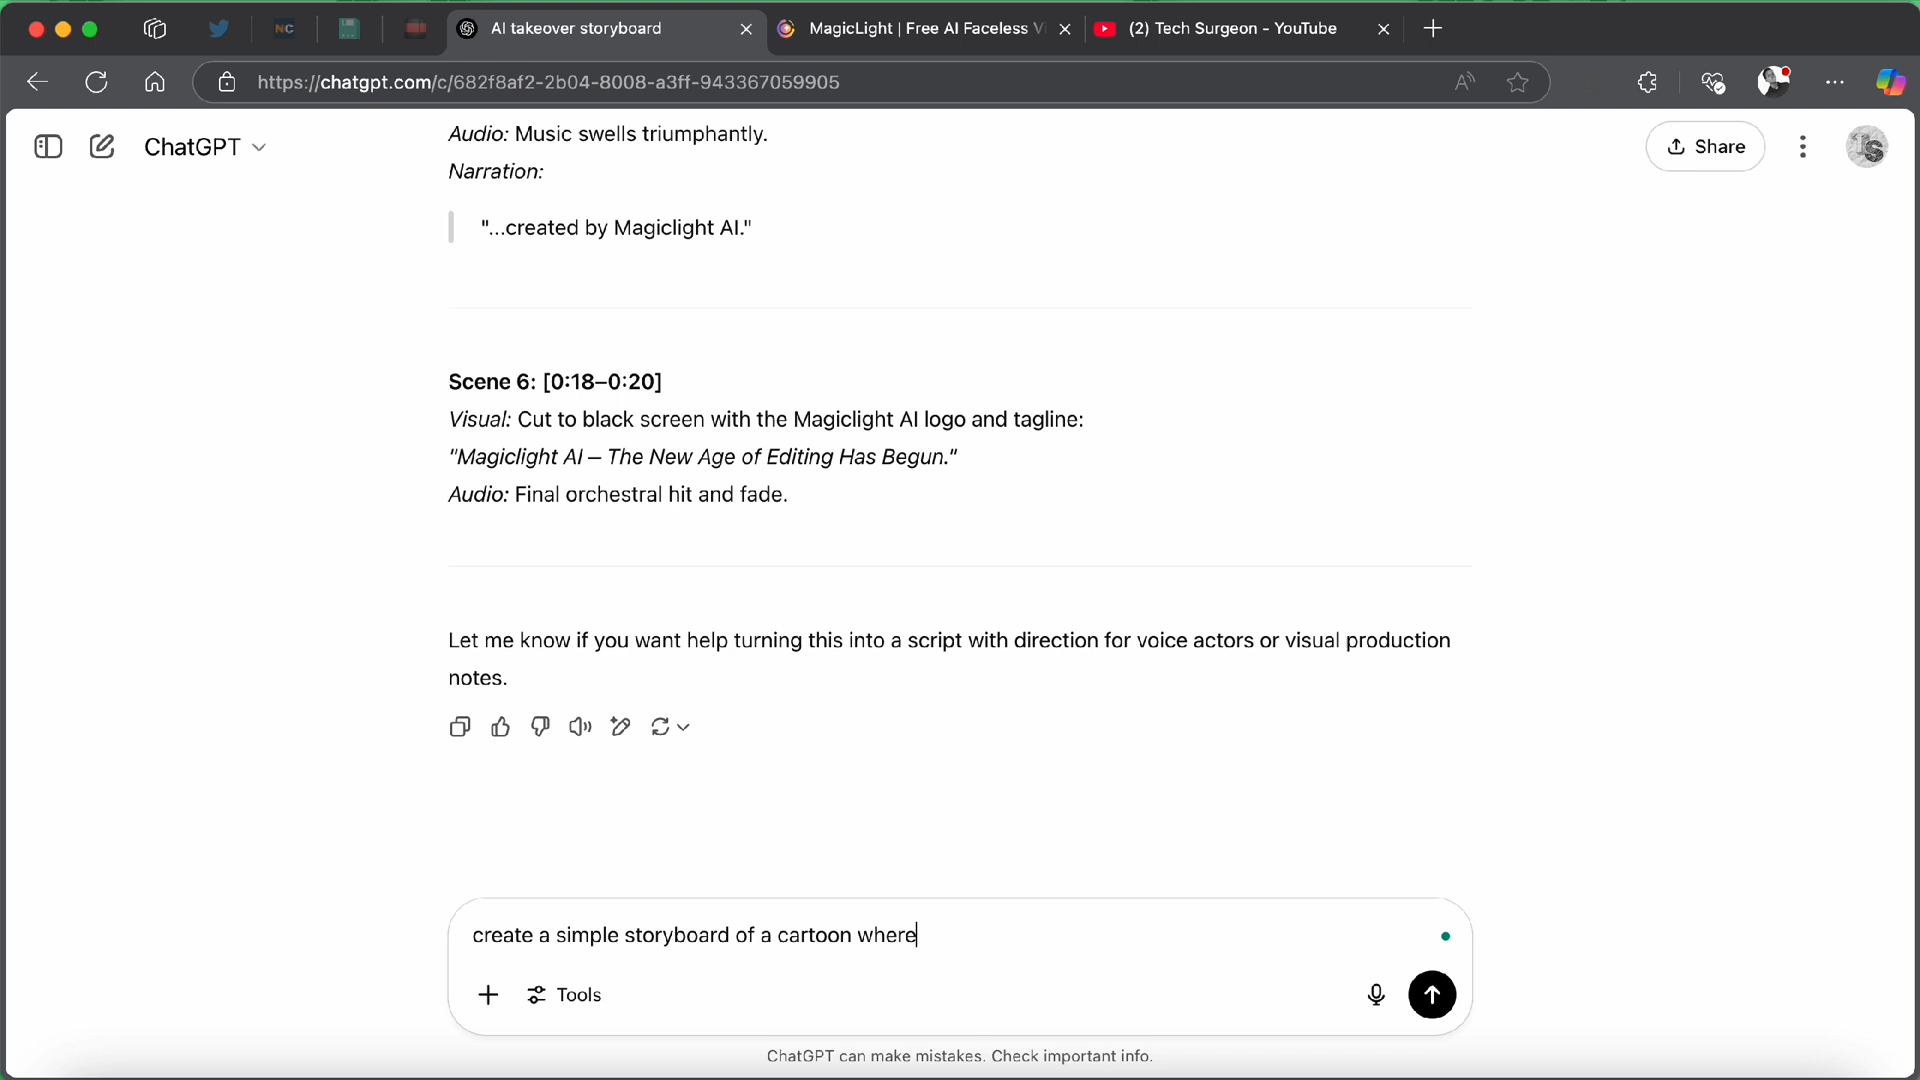 NC
AI takeover storyboard
MagicLight | Free AI Faceless Vi
(2) Tech Surgeon - YouTube
https://chatgpt.com/c/682f8af2-2b04-8008-a3ff-943367059905
ChatGPT
Share
Audio: Music swells triumphantly.
Narration:
"...created by Magiclight AI."
Scene 6: [0:18–0:20]
Visual: Cut to black screen with the Magiclight AI logo and tagline:
"Magiclight AI – The New Age of Editing Has Begun."
Audio: Final orchestral hit and fade.
Let me know if you want help turning this into a script with direction for voice actors or visual production
notes.
create a simple storyboard of a cartoon where
Tools
ChatGPT can make mistakes. Check important info.